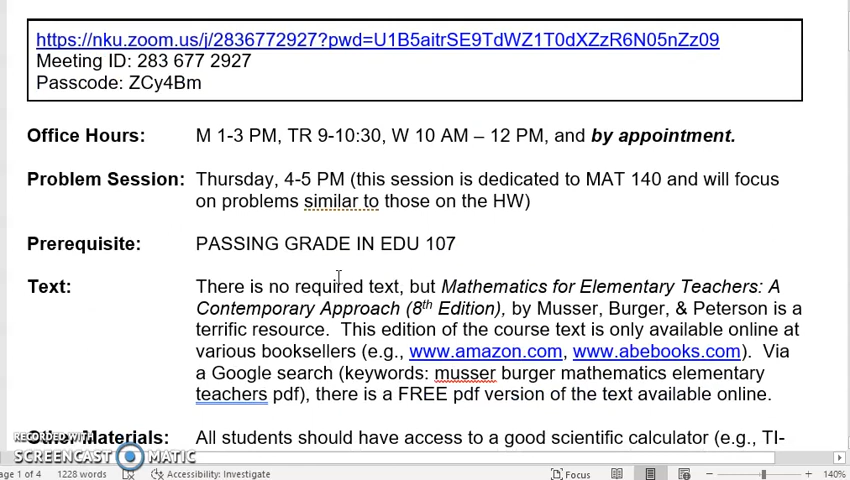 https://nku.zoom.us/j/2836772927?pwd=U1B5aitrSE9TdWZ1T0dXZzR6N05nZz09
Meeting ID: 283 677 2927
Passcode: ZCy4Bm
Office Hours: M 1-3 PM, TR 9-10:30, W 10 AM – 12 PM, and by appointment.
Problem Session: Thursday, 4-5 PM (this session is dedicated to MAT 140 and will focus
on problems similar to those on the HW)
Prerequisite: PASSING GRADE IN EDU 107
Text: There is no required text, but Mathematics for Elementary Teachers: A
Contemporary Approach (8th Edition), by Musser, Burger, & Peterson is a
terrific resource. This edition of the course text is only available online at
various booksellers (e.g., www.amazon.com, www.abebooks.com). Via
a Google search (keywords: musser burger mathematics elementary
teachers pdf), there is a FREE pdf version of the text available online.
Other Materials: All students should have access to a good scientific calculator (e.g., TI-
RECORDED WITH
SCREENCAST MATIC
age 1 of 4 1228 words Accessibility: Investigate Focus 140%